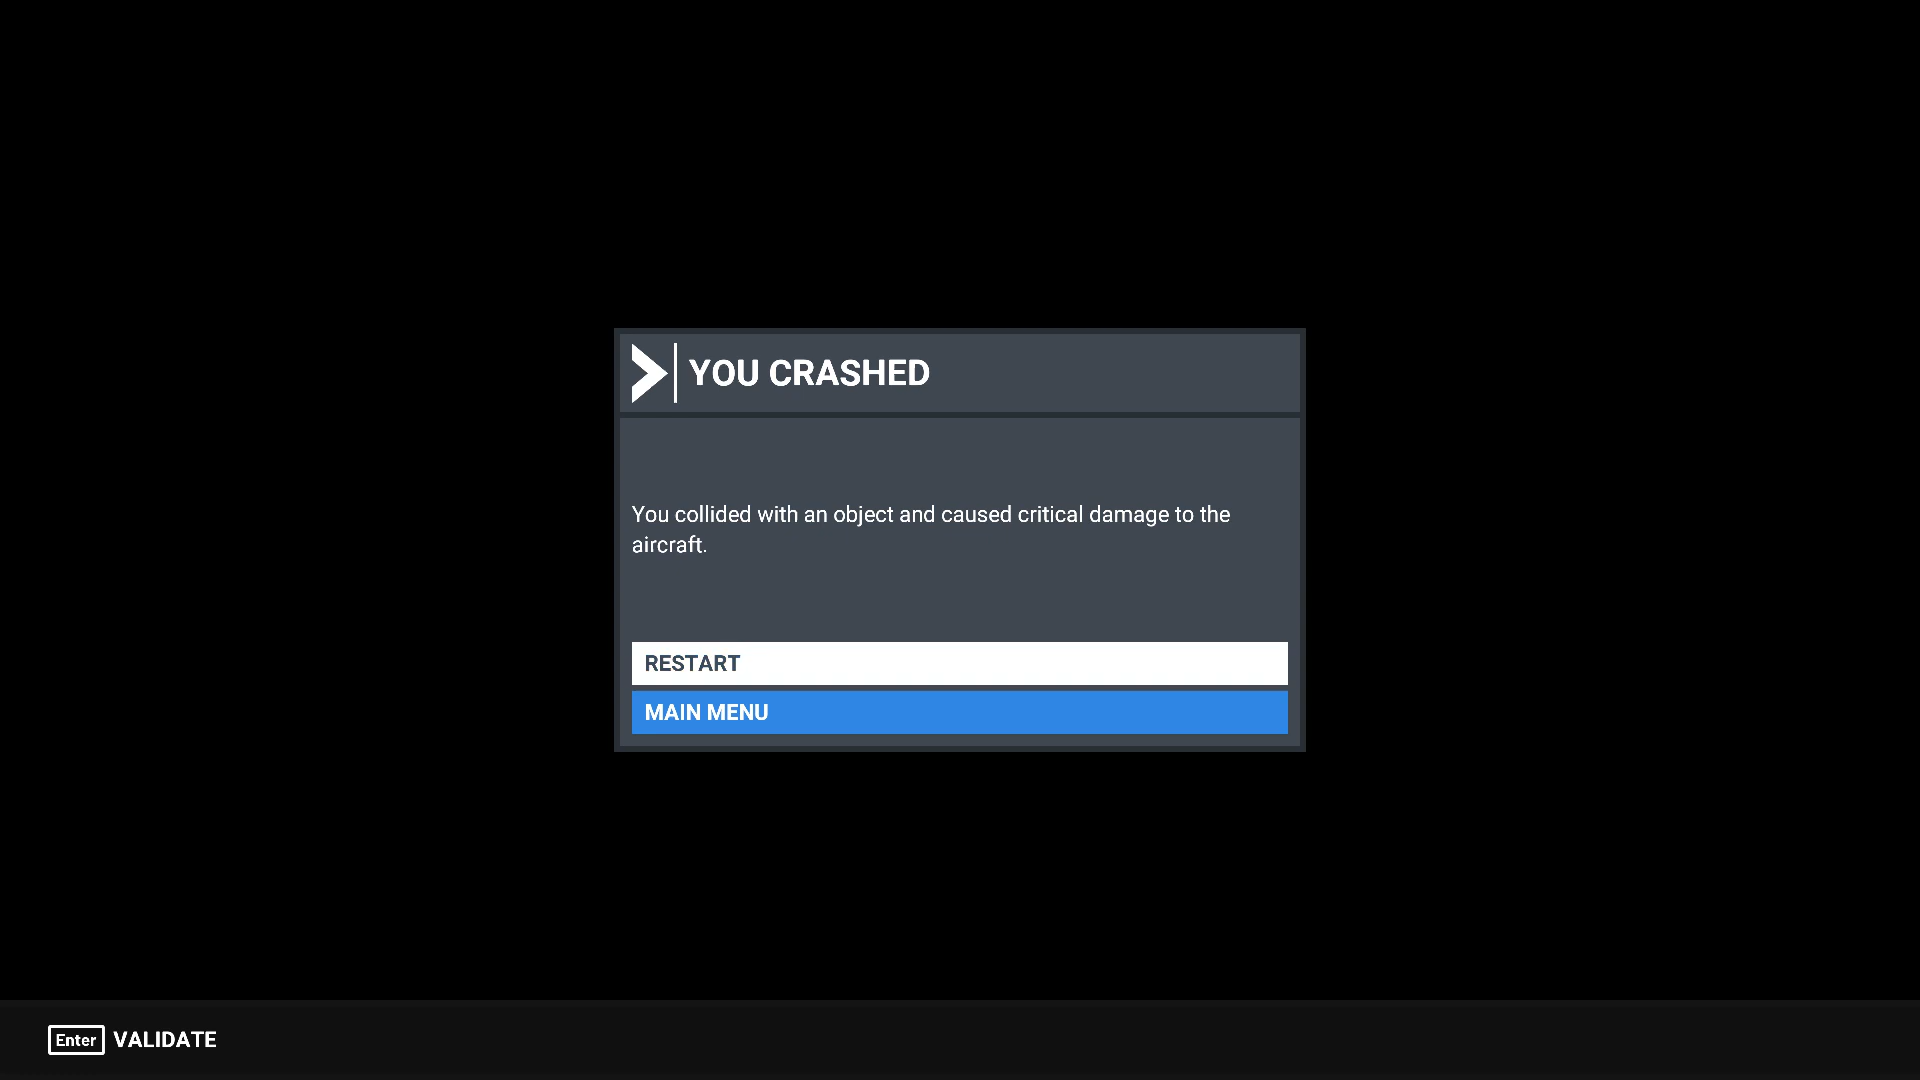 YOU CRASHED
You collided with an object and caused critical damage to the
aircraft.
RESTART
MAIN MENU
Enter VALIDATE